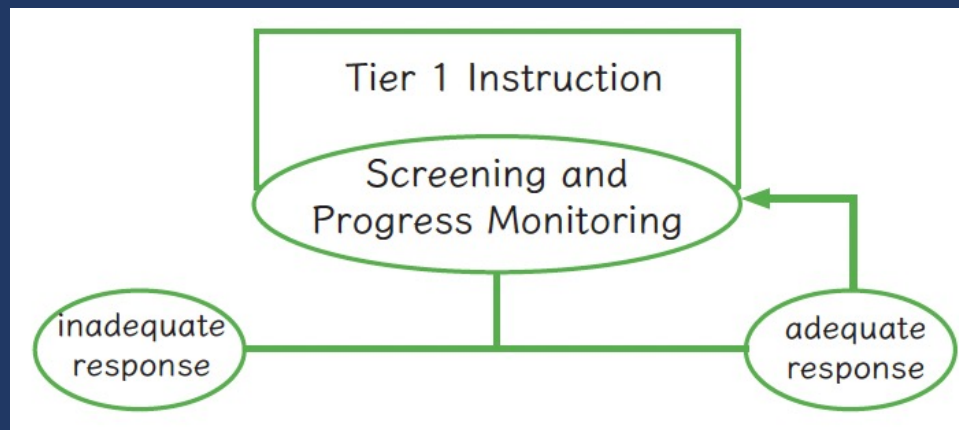 Tier 1 Instruction
Screening and
Progress Monitoring
inadequate
response
adequate
response